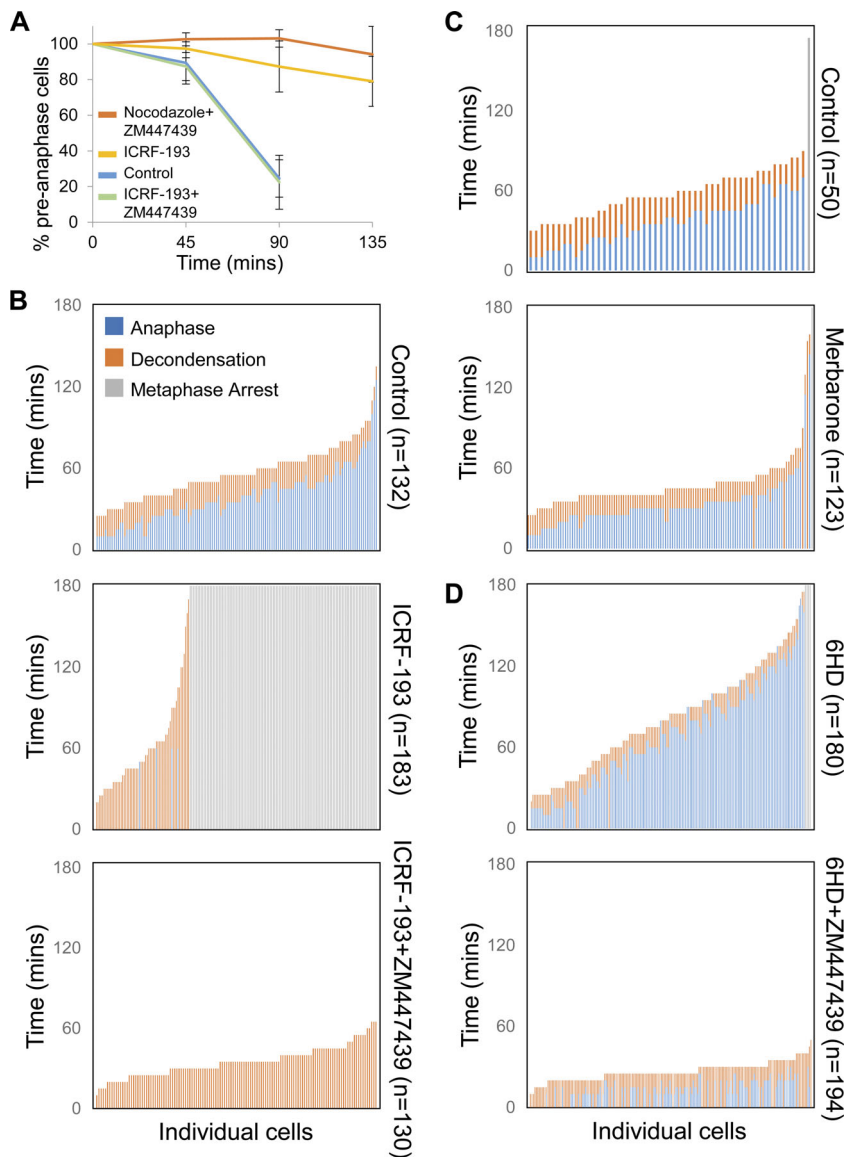 A
% pre-anaphase cells
100
80
60
40
20
0
Nocodazole+
ZM447439
ICRF-193
Control
ICRF-193+
ZM447439
0
45
90
135
Time (mins)
B
Time (mins)
180
120
60
0
Anaphase
Decondensation
Metaphase Arrest
Control (n=132)
Time (mins)
180
120
60
0
ICRF-193 (n=183)
Time (mins)
180
120
60
0
ICRF-193+ZM447439 (n=130)
Individual cells
C
Time (mins)
180
120
60
0
Control (n=50)
Time (mins)
180
120
60
0
Merbarone (n=123)
D
Time (mins)
180
120
60
0
6HD (n=180)
Time (mins)
180
120
60
0
6HD+ZM447439 (n=194)
Individual cells